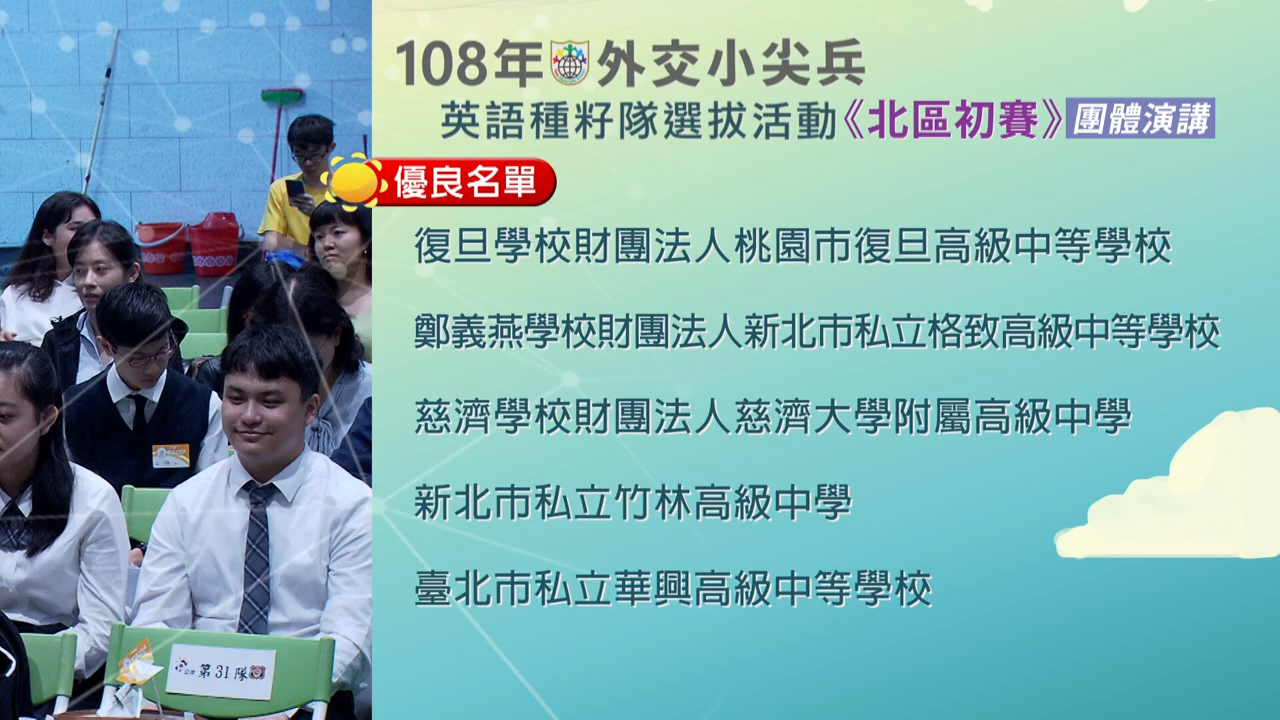 108年外交小尖兵
英語種籽隊選拔活動《北區初賽》團體演講
優良名單
復旦學校財團法人桃園市復旦高級中等學校
鄭義燕學校財團法人新北市私立格致高級中等學校
慈濟學校財團法人慈濟大學附屬高級中學
新北市私立竹林高級中學
臺北市私立華興高級中等學校
第31隊